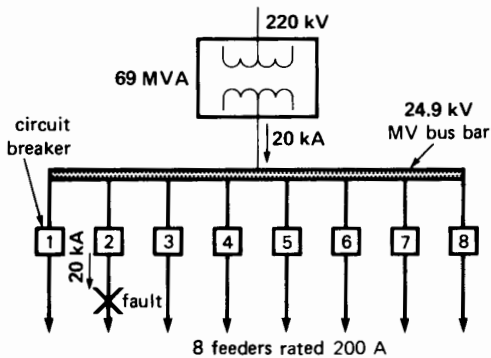 220 kV
69 MVA
24.9 kV
MV bus bar
20 kA
circuit
breaker
1 2 3 4 5 6 7 8
20 kA
fault
8 feeders rated 200 A